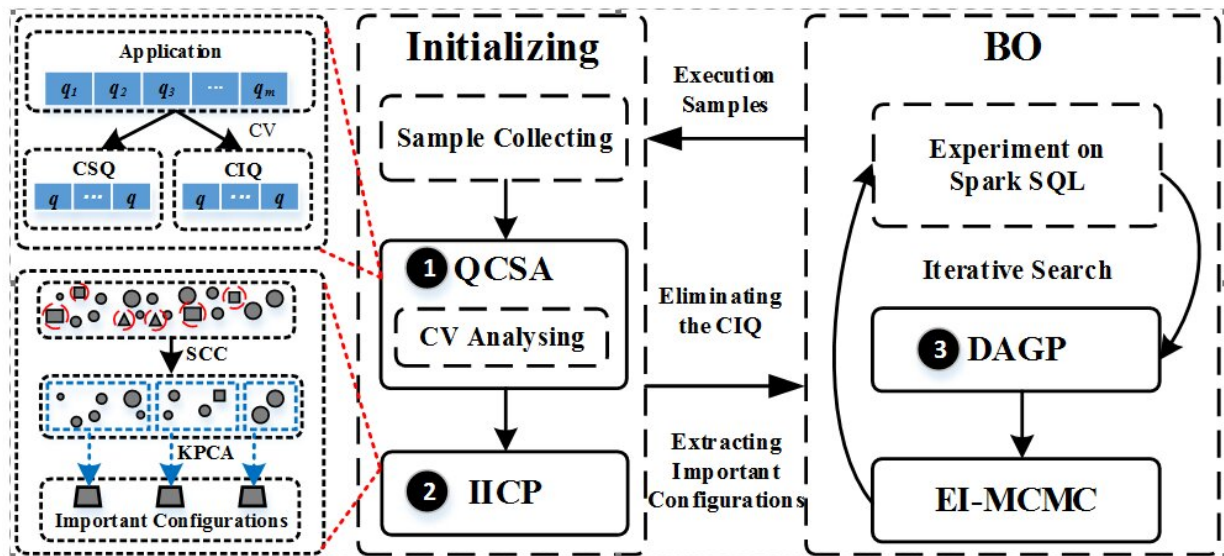 Application
q1 q2 q3 ... qm
CV
CSQ
q ... q
CIQ
q ... q
SCC
KPCA
Important Configurations
Initializing
Sample Collecting
1 QCSA
CV Analysing
2 IICP
Execution
Samples
Eliminating
the CIQ
Extracting
Important
Configurations
BO
Experiment on
Spark SQL
Iterative Search
3 DAGP
EI-MCMC